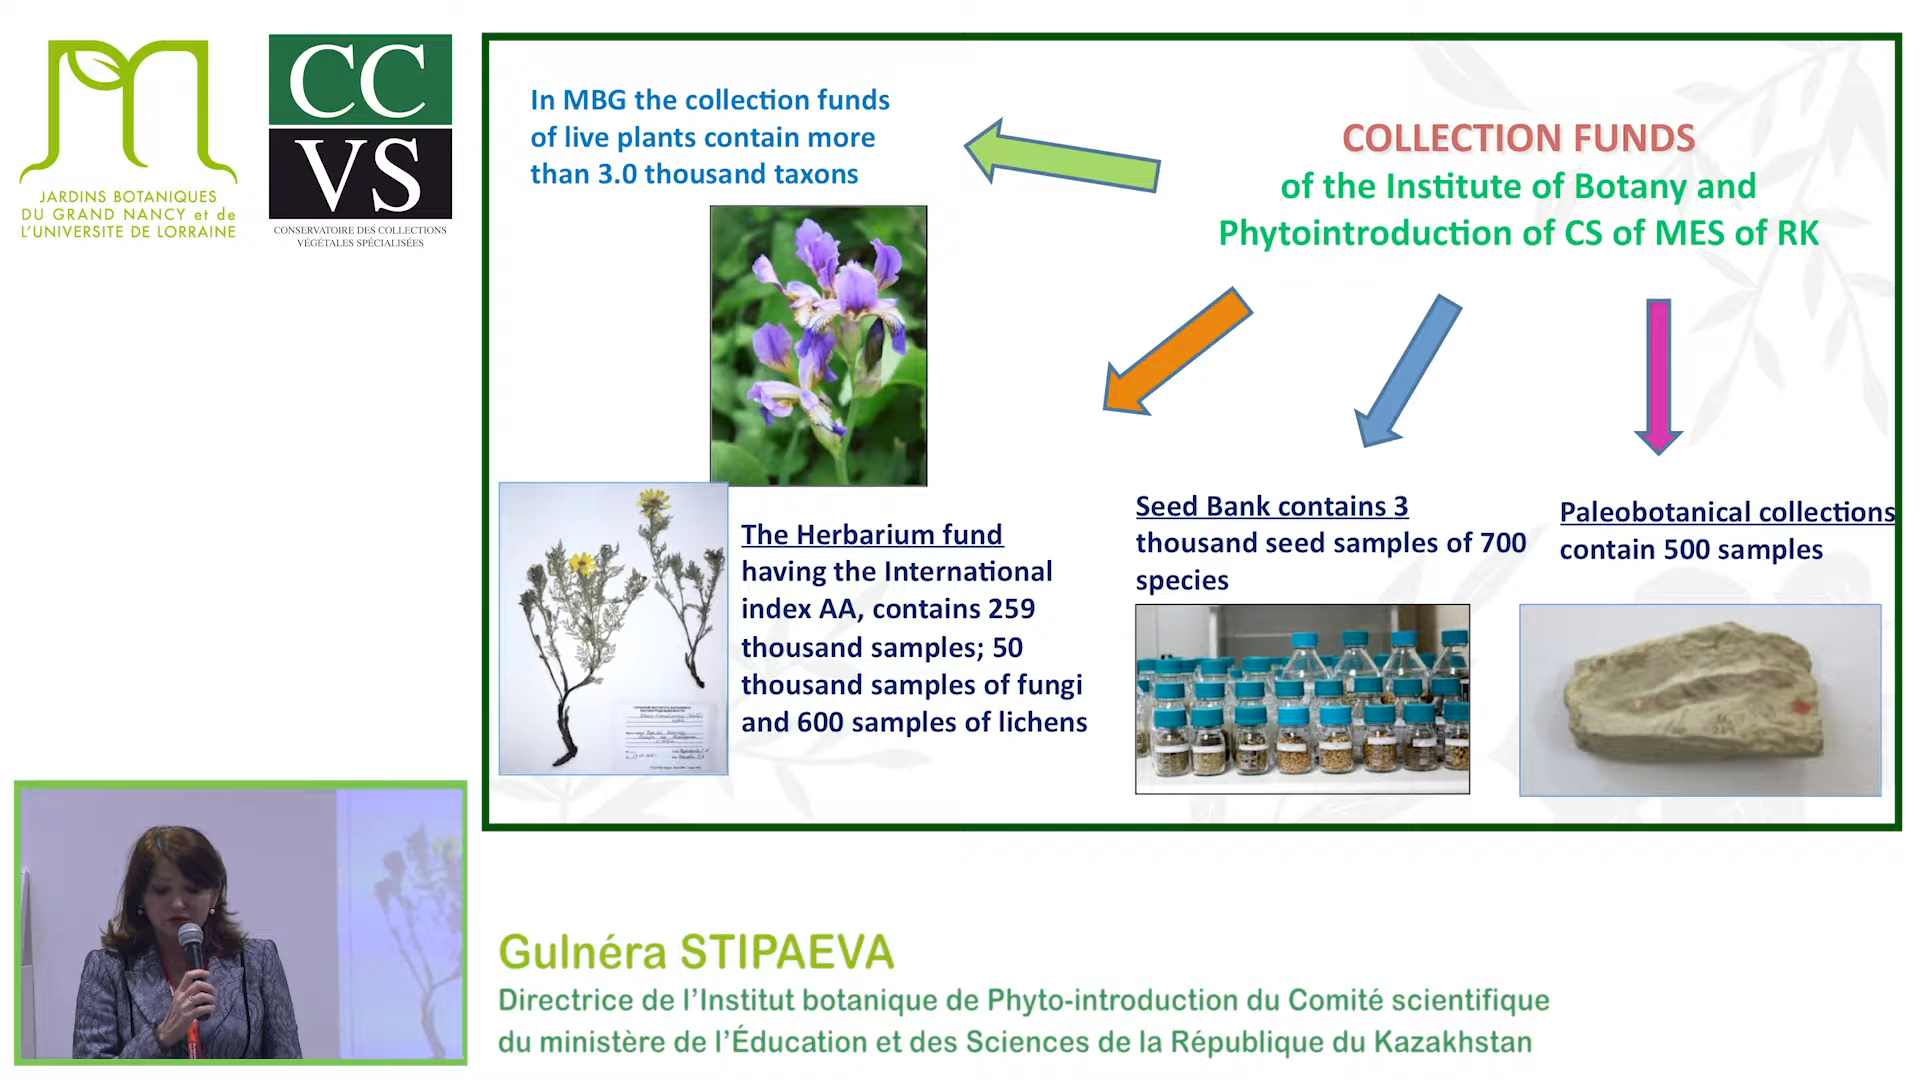 JARDINS BOTANIQUES
DU GRAND NANCY et de
L'UNIVERSITE DE LORRAINE
CC
VS
CONSERVATOIRE DES COLLECTIONS
VÉGÉTALES SPÉCIALISÉES
In MBG the collection funds
of live plants contain more
than 3.0 thousand taxons
COLLECTION FUNDS
of the Institute of Botany and
Phytointroduction of CS of MES of RK
The Herbarium fund
having the International
index AA, contains 259
thousand samples; 50
thousand samples of fungi
and 600 samples of lichens
Seed Bank contains 3
thousand seed samples of 700
species
Paleobotanical collections
contain 500 samples
Gulnéra STIPAEVA
Directrice de l'Institut botanique de Phyto-introduction du Comité scientifique
du ministère de l'Éducation et des Sciences de la République du Kazakhstan